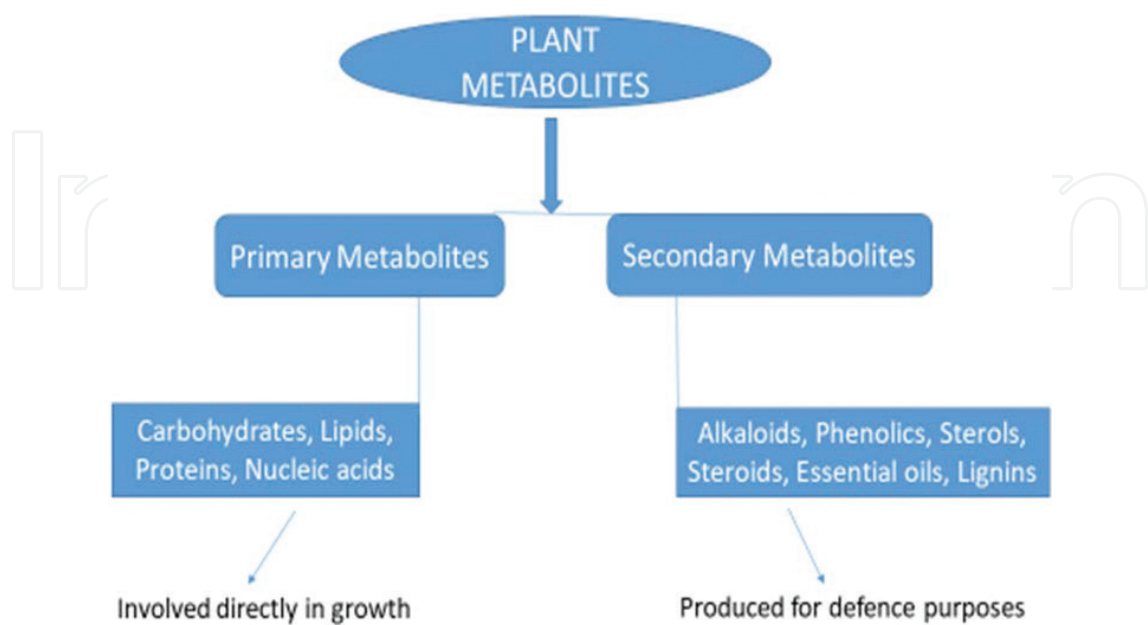 PLANT
METABOLITES
Primary Metabolites
Secondary Metabolites
Carbohydrates, Lipids,
Proteins, Nucleic acids
Alkaloids, Phenolics, Sterols,
Steroids, Essential oils, Lignins
Involved directly in growth
Produced for defence purposes